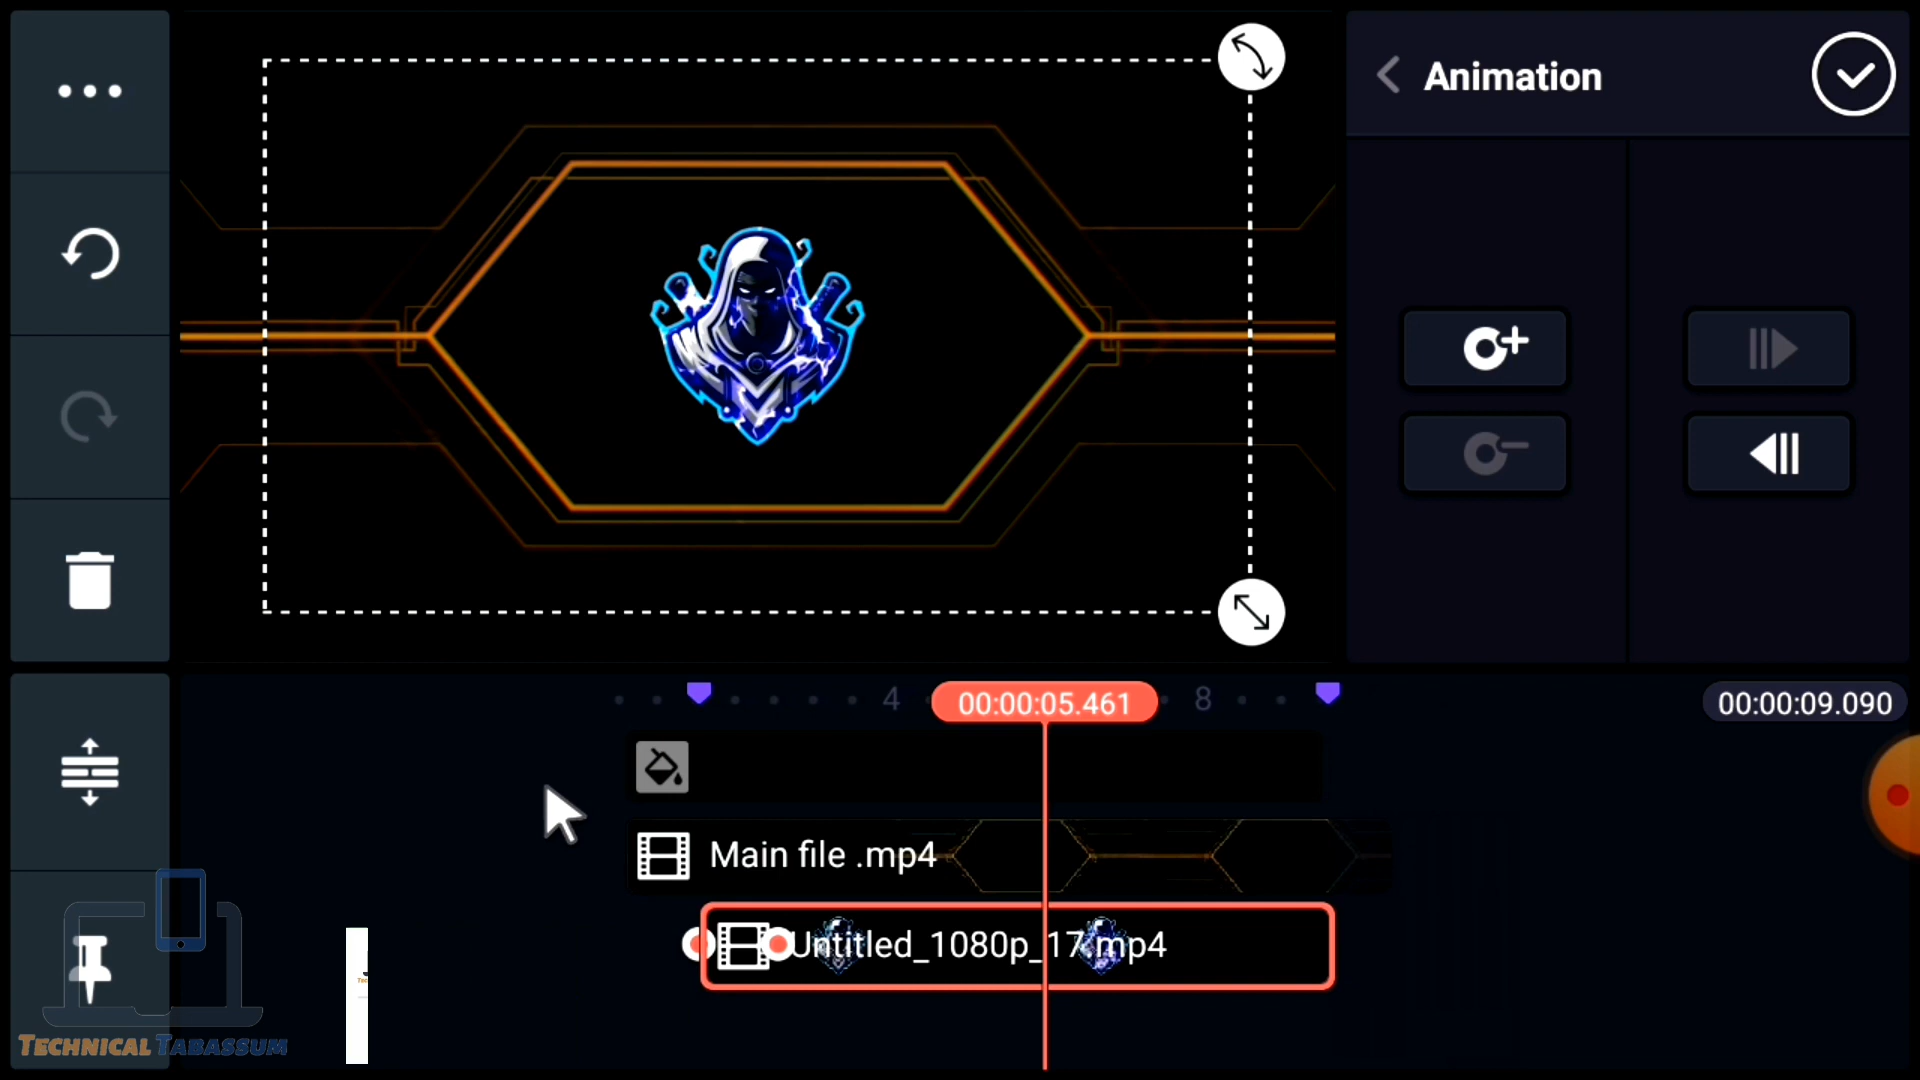 Animation
4
00:00:05.461
8
00:00:09.090
Main file .mp4
Untitled_1080p_17.mp4
TECHNICAL TABASSUM